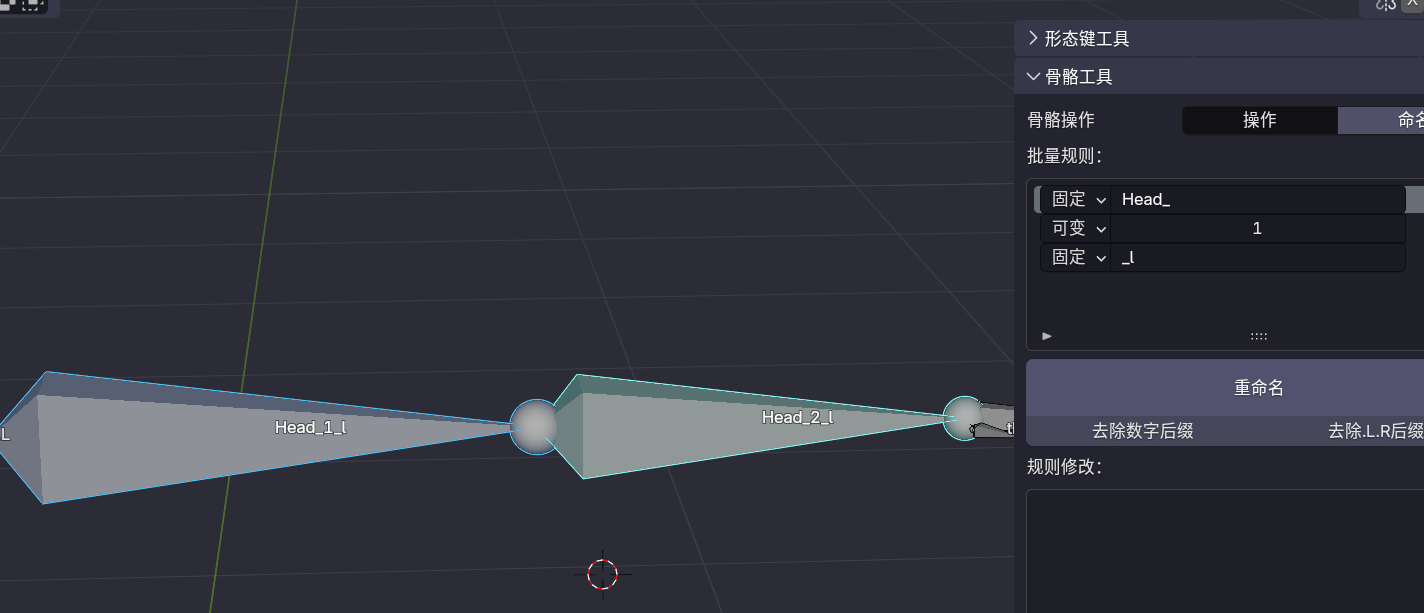 形态键工具
骨骼工具
骨骼操作 操作 命名
批量规则：
固定 Head_
可变 1
固定 _l
重命名
去除数字后缀 去除.L.R后缀
规则修改：
L Head_1_l Head_2_l